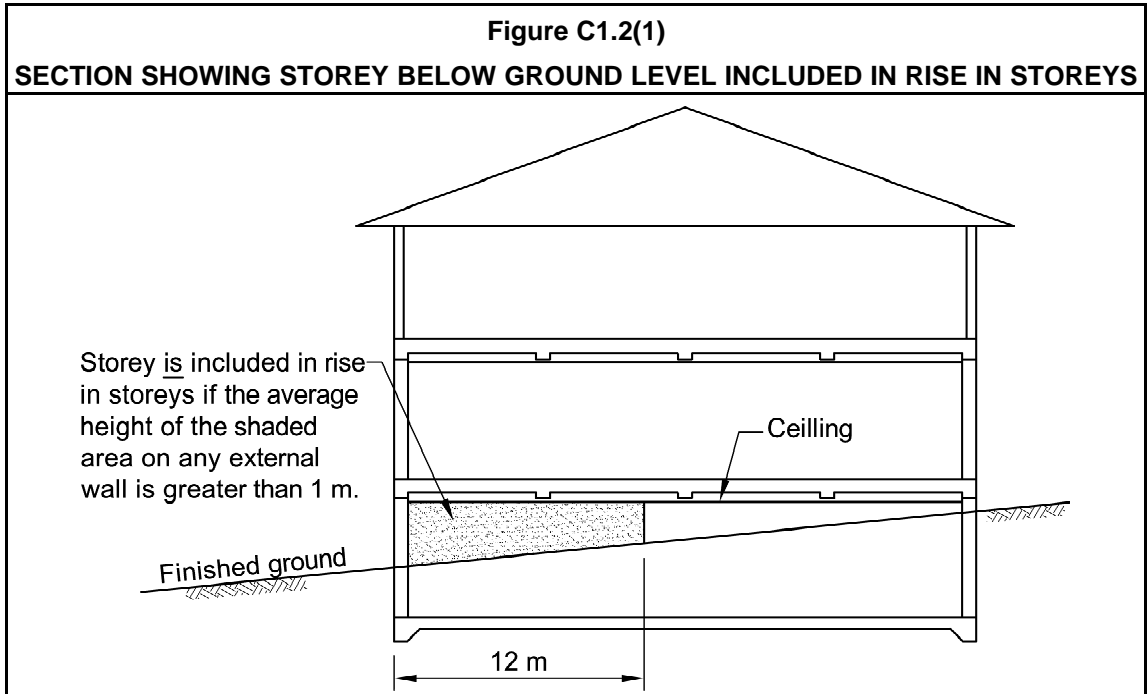 Figure C1.2(1)
SECTION SHOWING STOREY BELOW GROUND LEVEL INCLUDED IN RISE IN STOREYS
Storey is included in rise
in storeys if the average
height of the shaded
area on any external
wall is greater than 1 m.
Ceilling
Finished ground
12 m